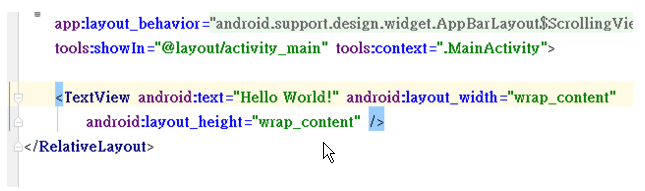 app:layout_behavior="android.support.design.widget.AppBarLayout$ScrollingVie
tools:showIn="@layout/activity_main" tools:context=".MainActivity">
<TextView android:text="Hello World!" android:layout_width="wrap_content"
android:layout_height="wrap_content" />
</RelativeLayout>